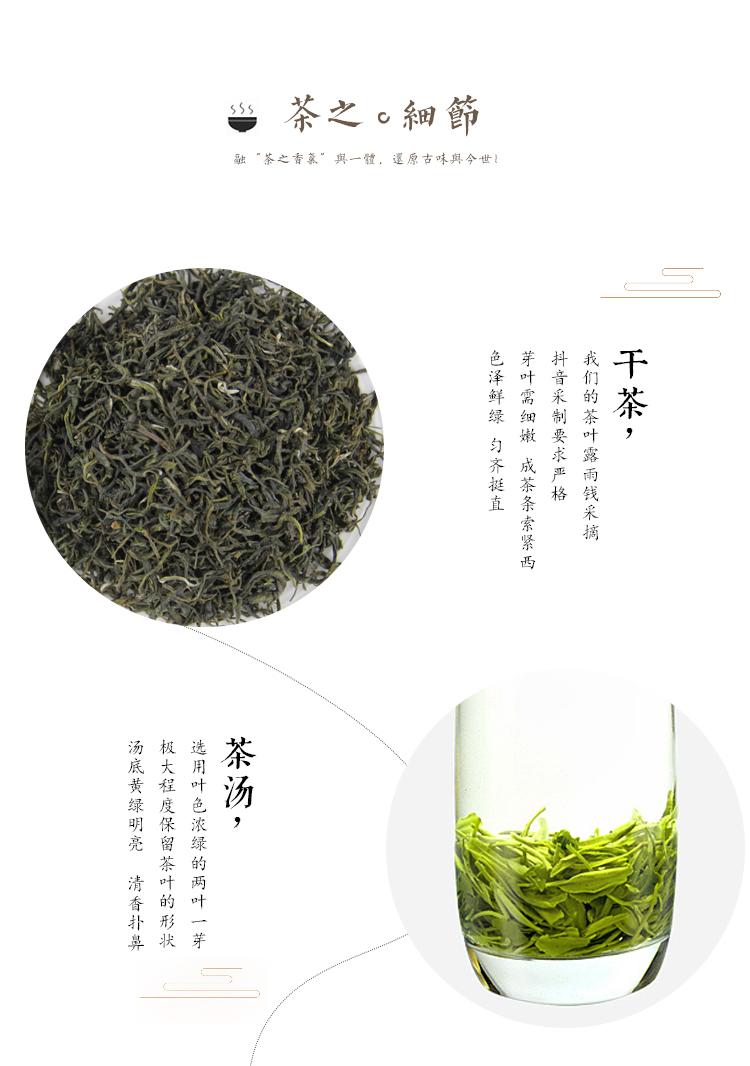 茶之。細節
融“茶之香氣”與一體，還原古味與今世！
干茶，
我们的茶叶露雨钱采摘
抖音采制要求严格
芽叶需细嫩 成茶条索紧西
色泽鲜绿 匀齐挺直
茶汤，
选用叶色浓绿的两叶一芽
极大程度保留茶叶的形状
汤底黄绿明亮 清香扑鼻